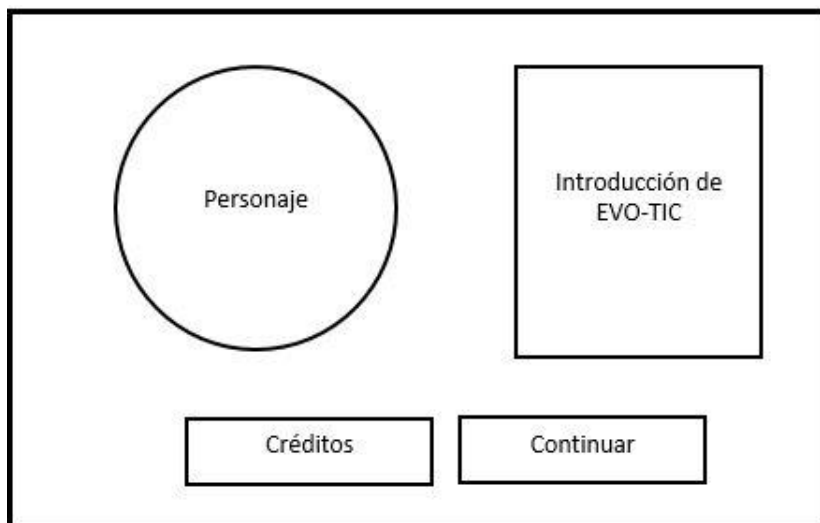 Personaje
Introducción de
EVO-TIC
Créditos
Continuar